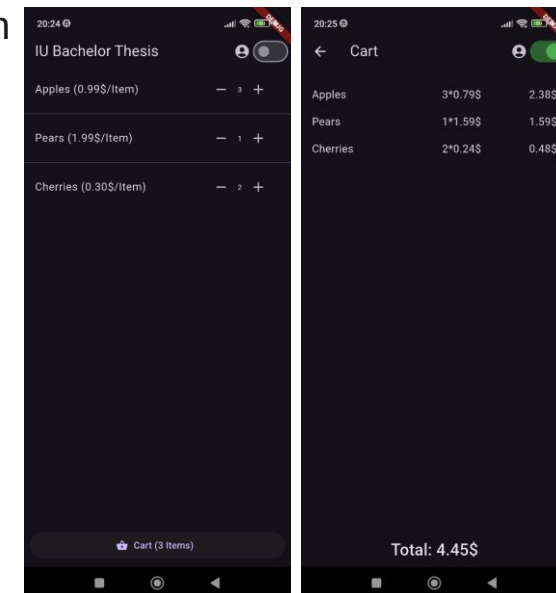 n
20:24
DEBUG
IU Bachelor Thesis
Apples (0.99$/Item) — 3 +
Pears (1.99$/Item) — 1 +
Cherries (0.30$/Item) — 2 +
Cart (3 Items)
20:25
Cart
Apples 3*0.79$ 2.38$
Pears 1*1.59$ 1.59$
Cherries 2*0.24$ 0.48$
Total: 4.45$